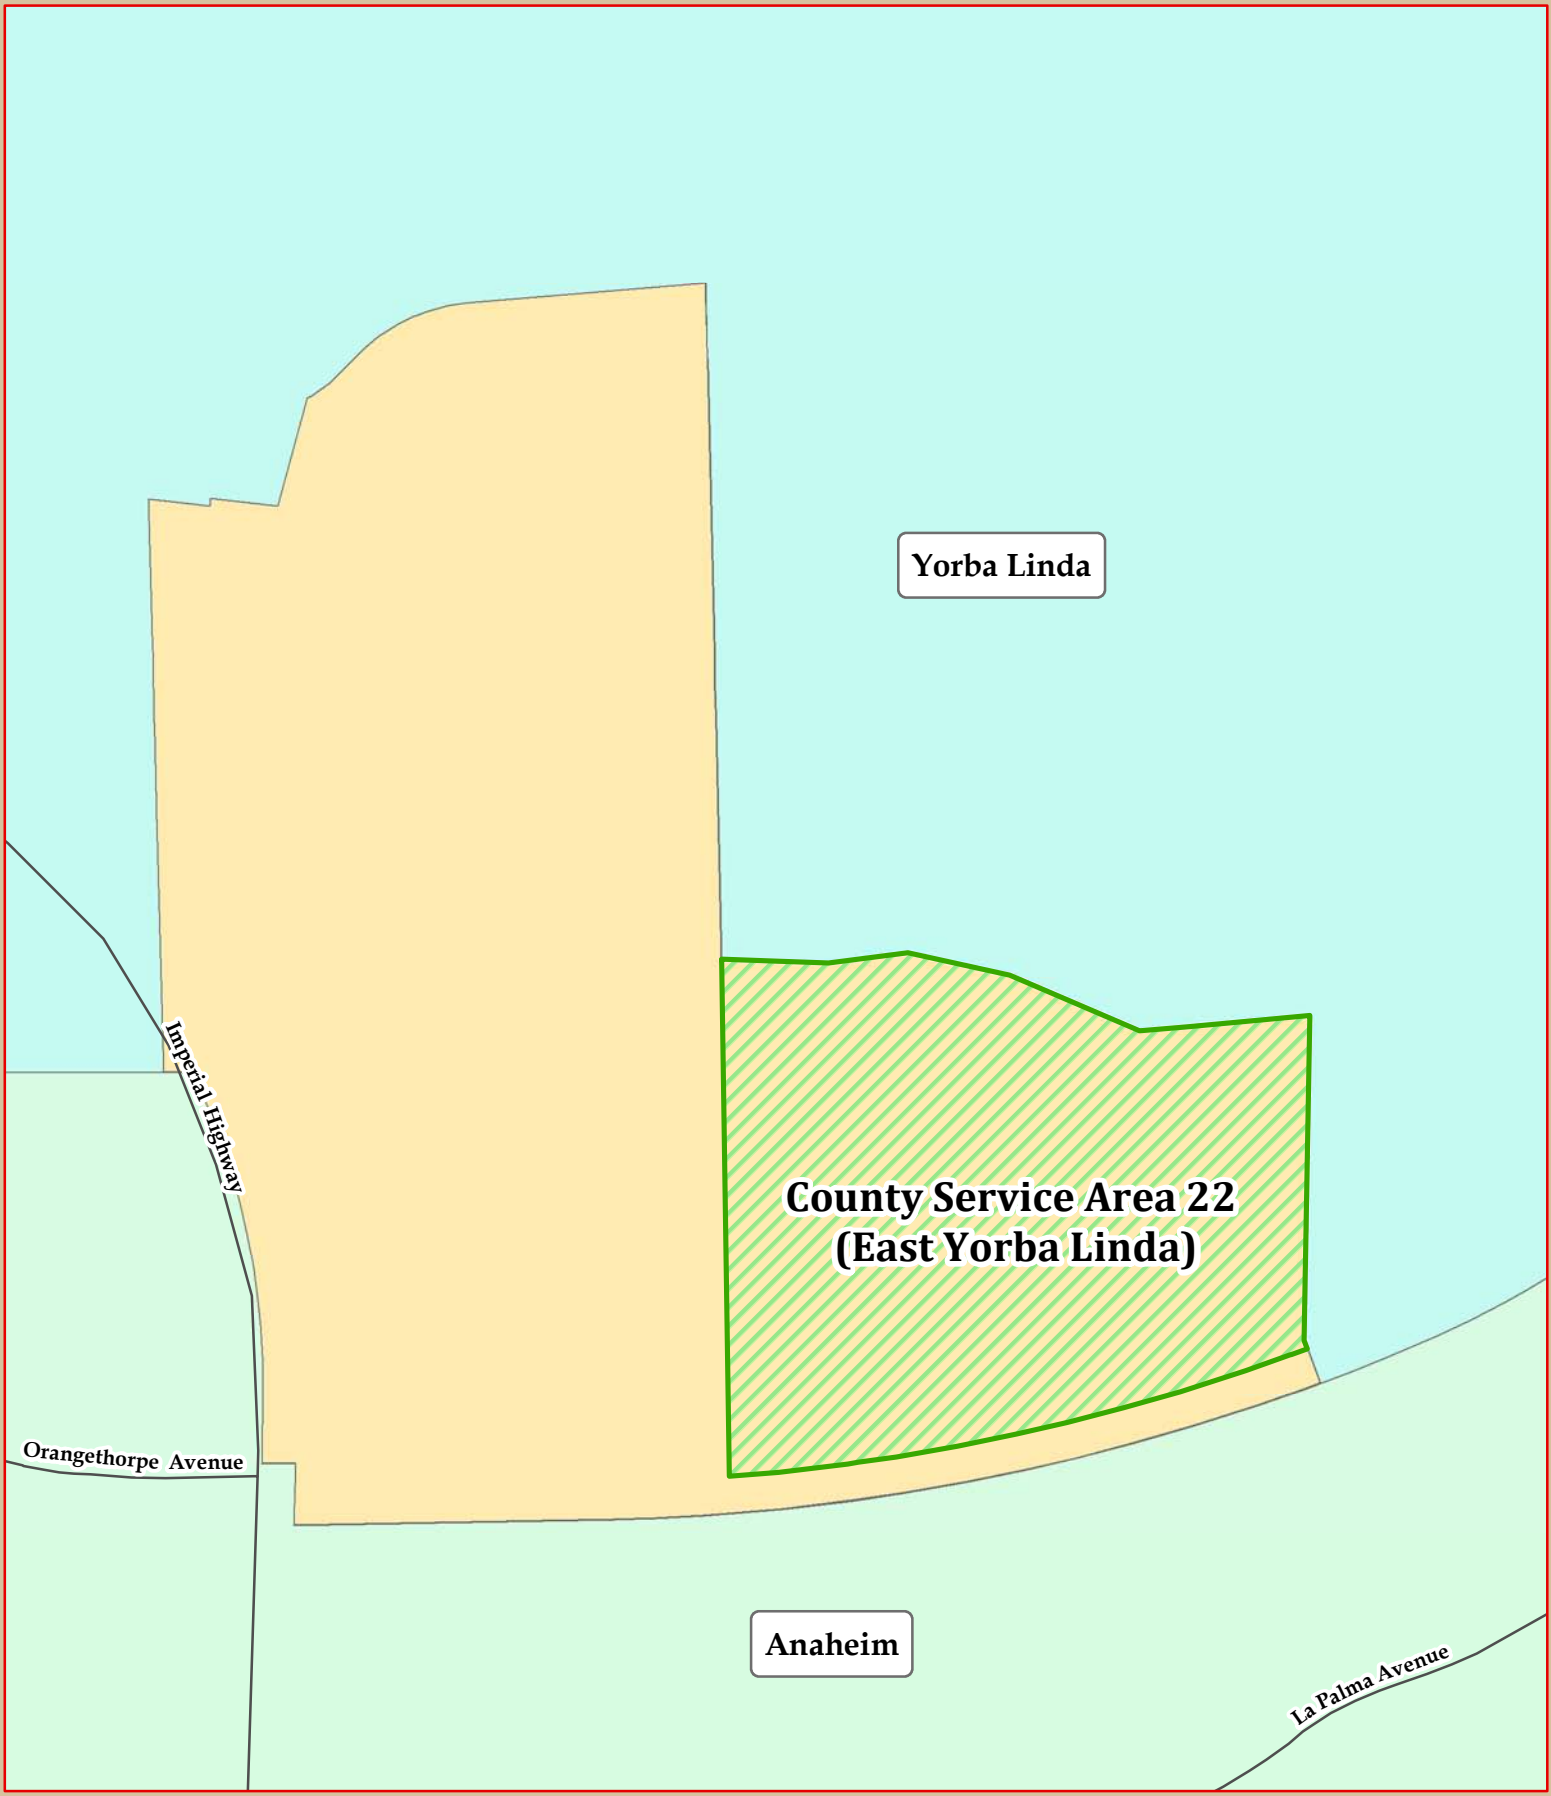 Yorba Linda
Imperial Highway
County Service Area 22
(East Yorba Linda)
Orangethorpe Avenue
Anaheim
La Palma Avenue